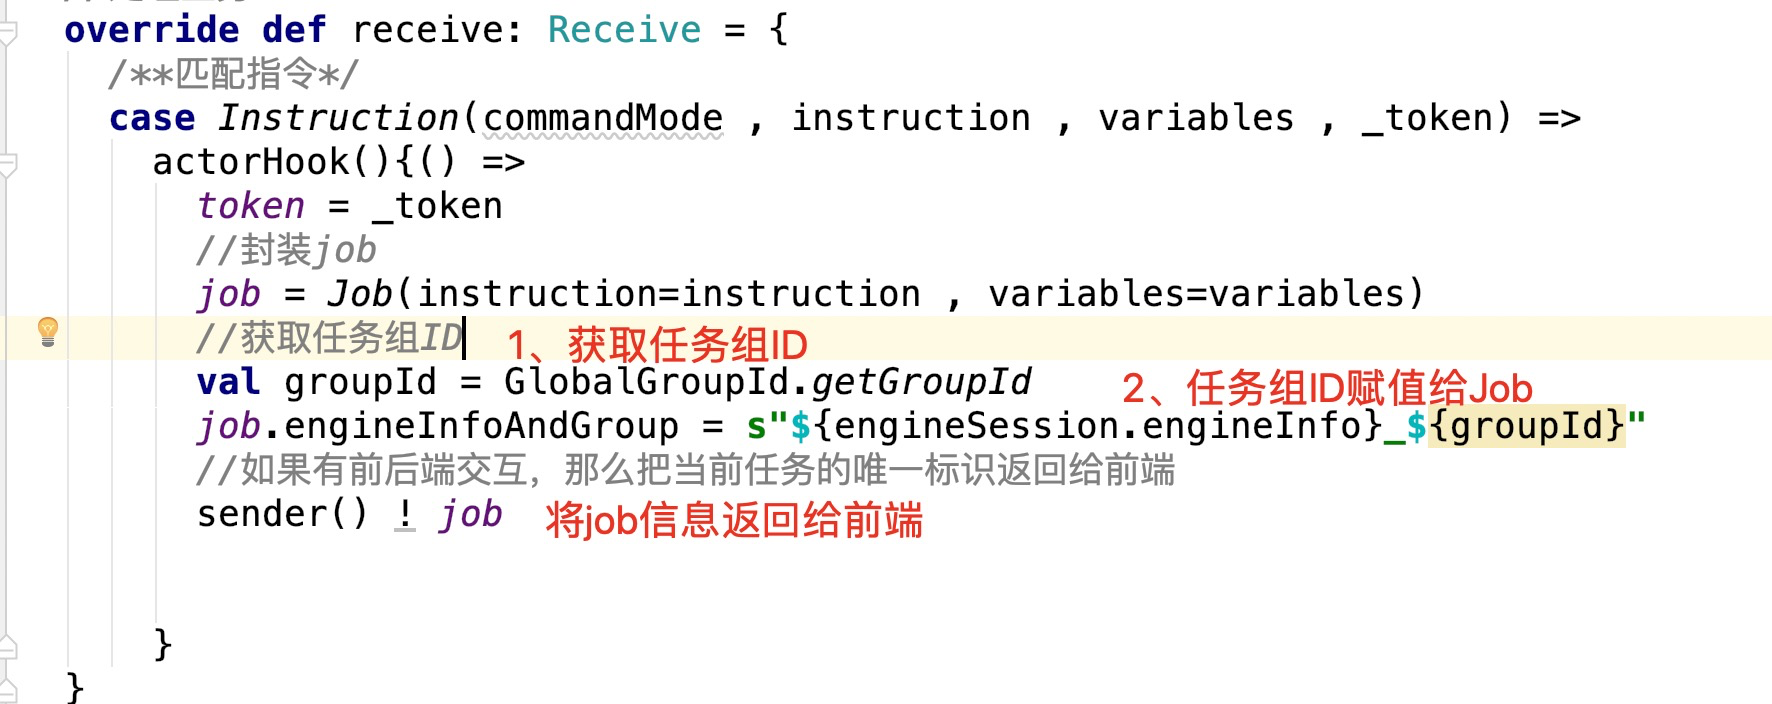 override def receive: Receive = {
/**匹配指令*/
case Instruction(commandMode , instruction , variables , _token) =>
actorHook(){() =>
token = _token
//封装job
job = Job(instruction=instruction , variables=variables)
//获取任务组ID 1、获取任务组ID
val groupId = GlobalGroupId.getGroupId 2、任务组ID赋值给Job
job.engineInfoAndGroup = s"${engineSession.engineInfo}_${groupId}"
//如果有前后端交互，那么把当前任务的唯一标识返回给前端
sender() ! job 将job信息返回给前端
}
}